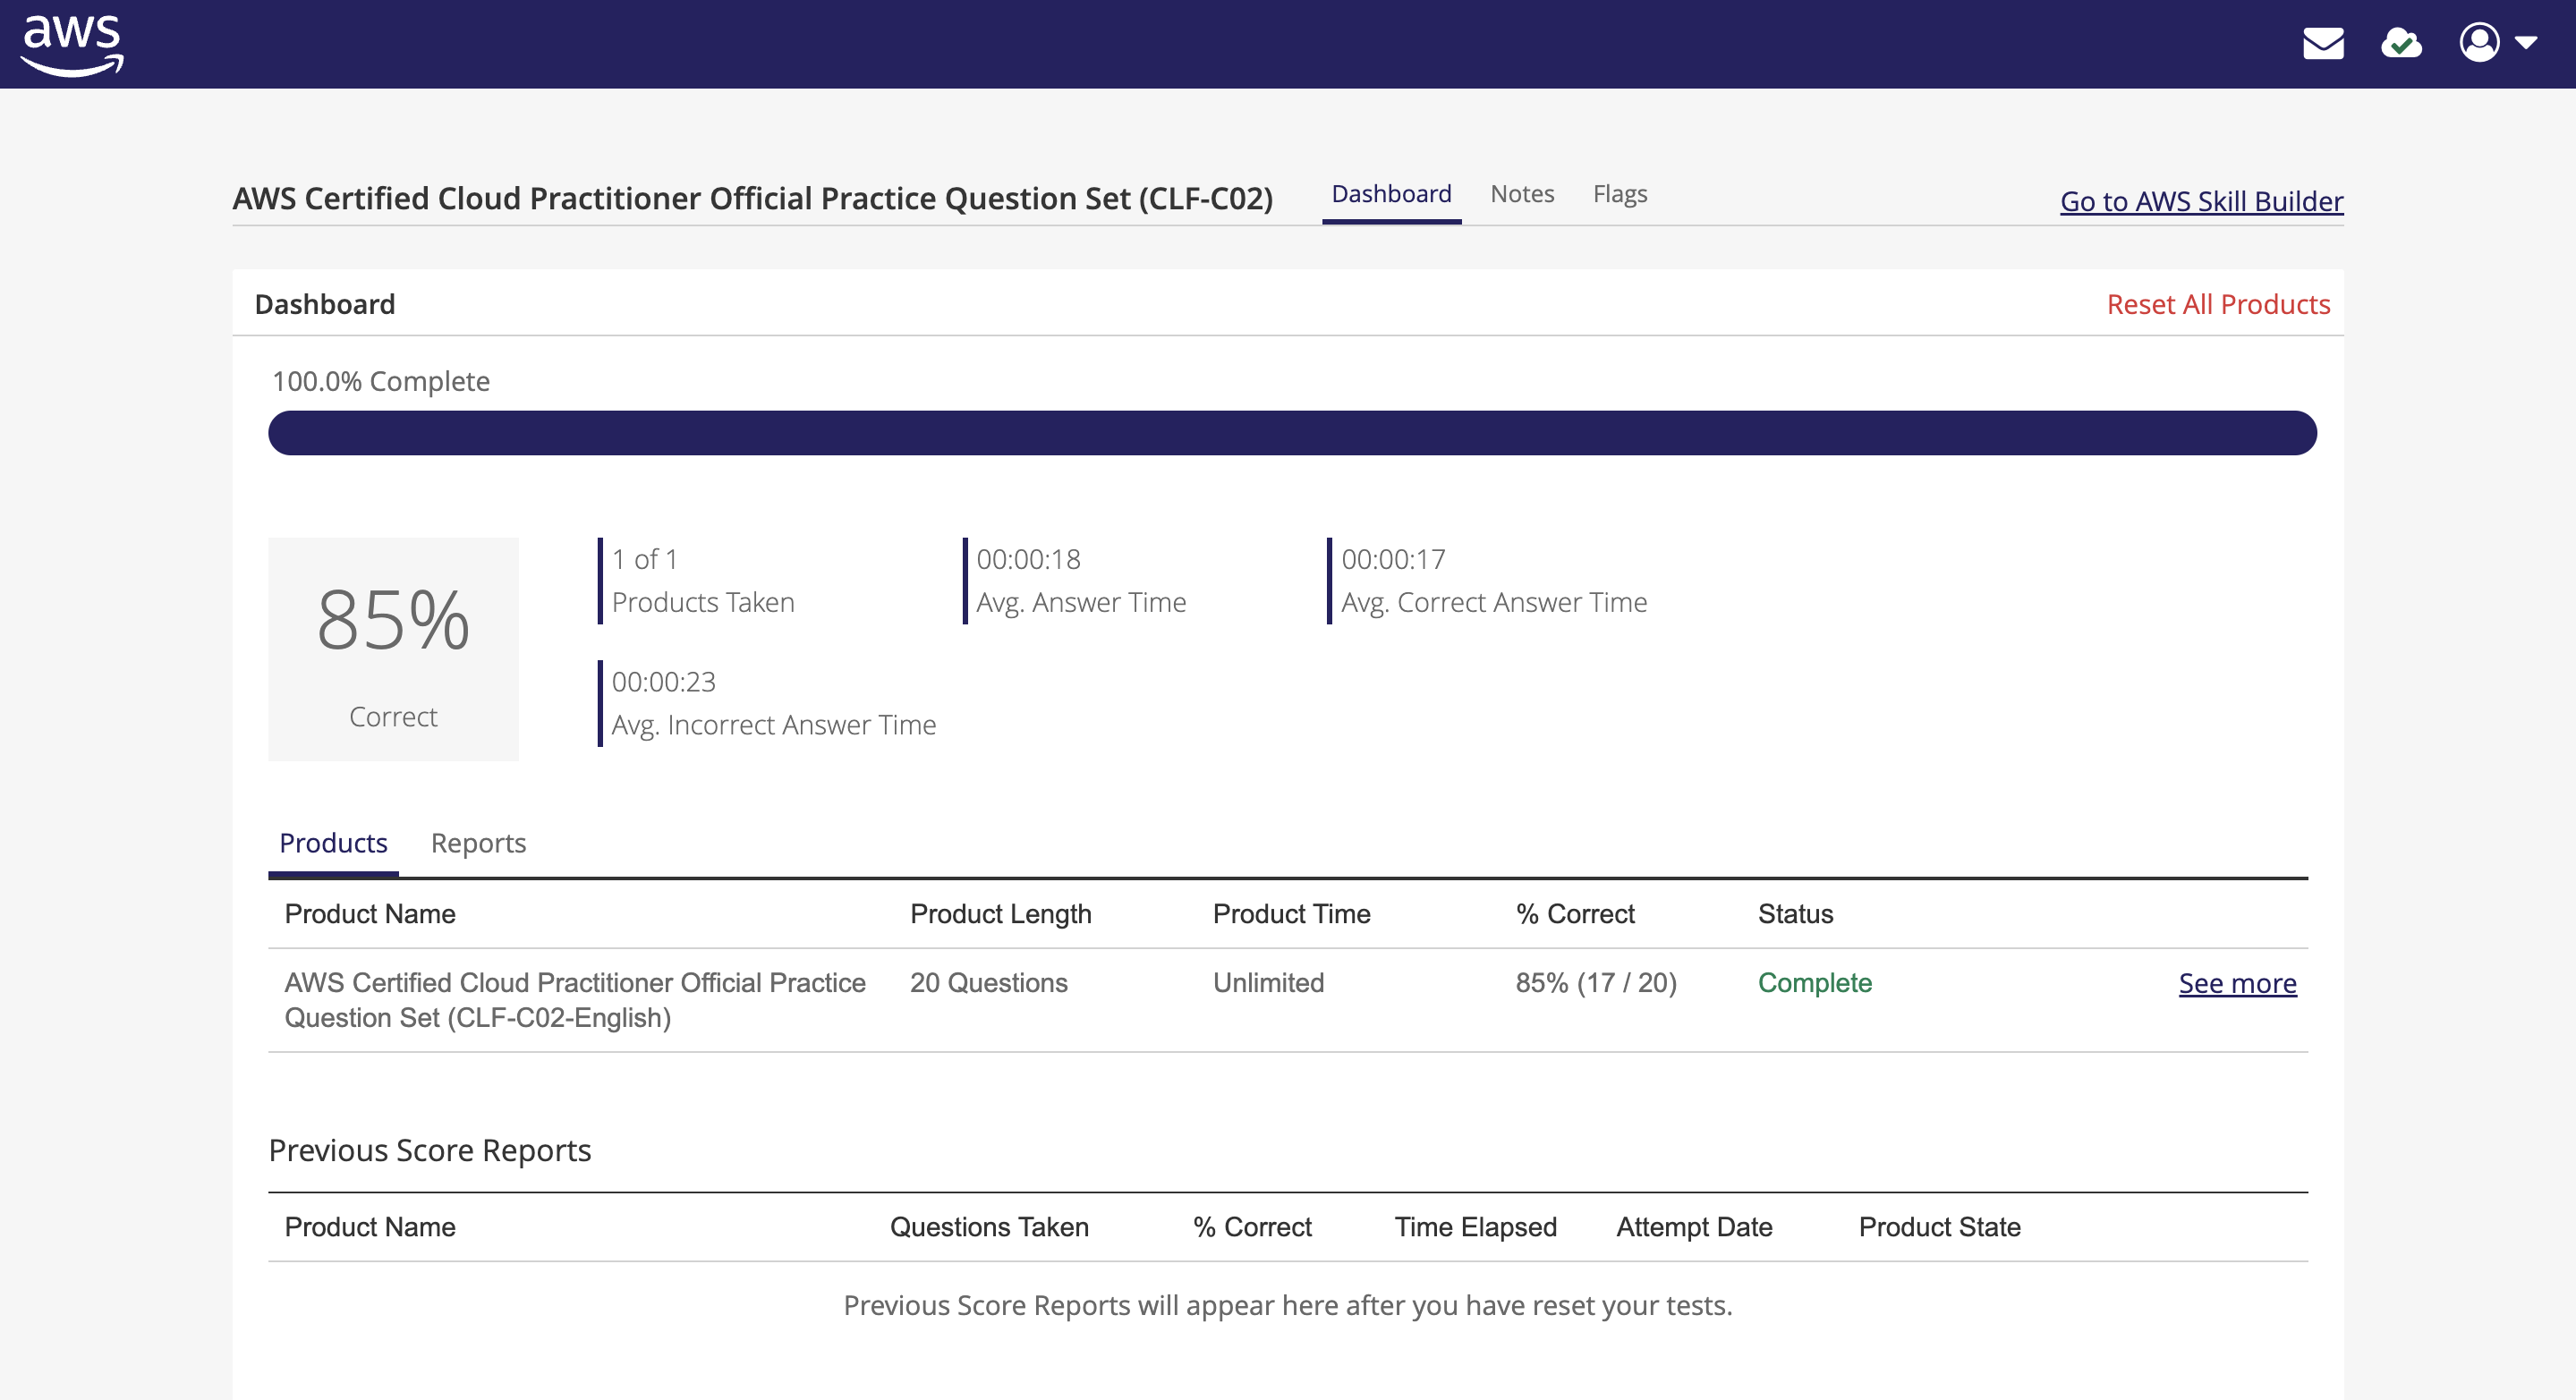 aws
AWS Certified Cloud Practitioner Official Practice Question Set (CLF-C02)
Dashboard
Notes
Flags
Go to AWS Skill Builder
Dashboard
Reset All Products
100.0% Complete
85%
Correct
1 of 1
Products Taken
00:00:18
Avg. Answer Time
00:00:17
Avg. Correct Answer Time
00:00:23
Avg. Incorrect Answer Time
Products
Reports
Product Name
Product Length
Product Time
% Correct
Status
AWS Certified Cloud Practitioner Official Practice
Question Set (CLF-C02-English)
20 Questions
Unlimited
85% (17 / 20)
Complete
See more
Previous Score Reports
Product Name
Questions Taken
% Correct
Time Elapsed
Attempt Date
Product State
Previous Score Reports will appear here after you have reset your tests.